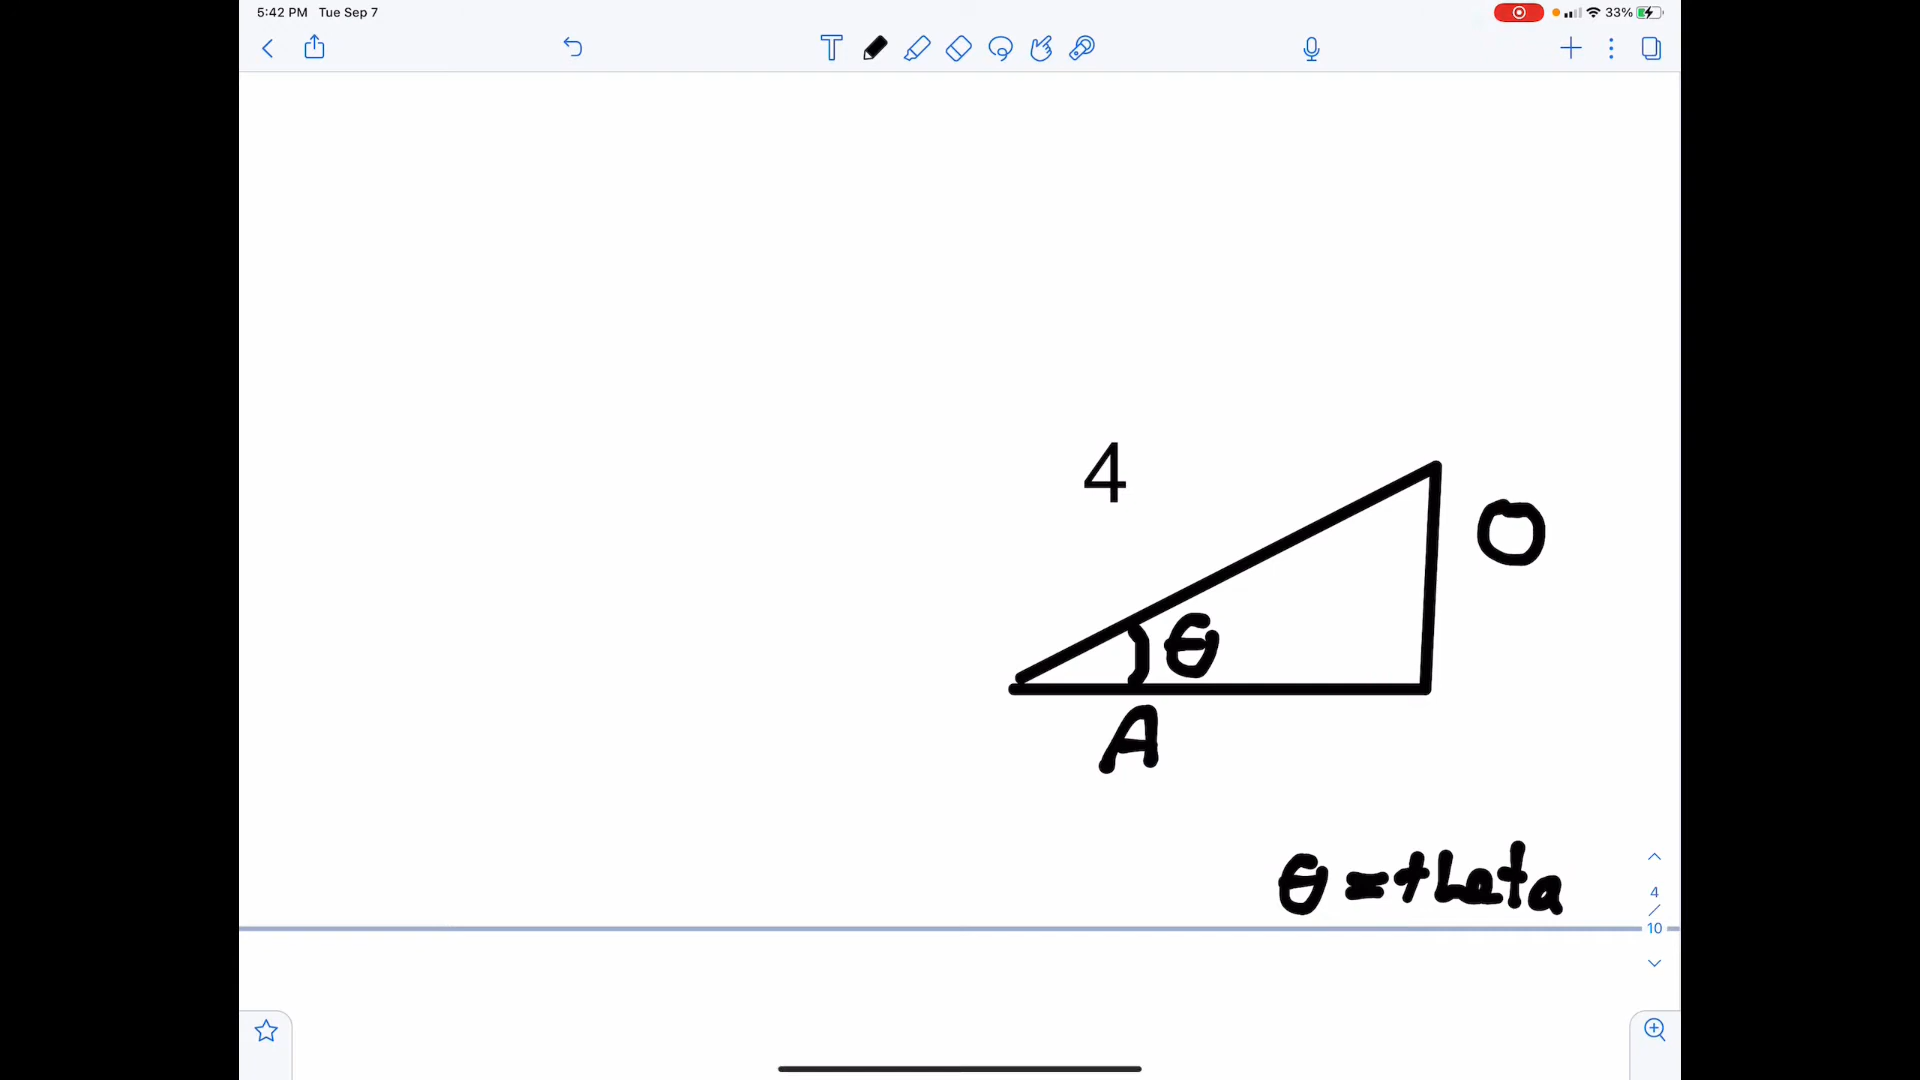 5:42 PM Tue Sep 7
33%
T
4
O
θ
A
θ = theta
4
/
10